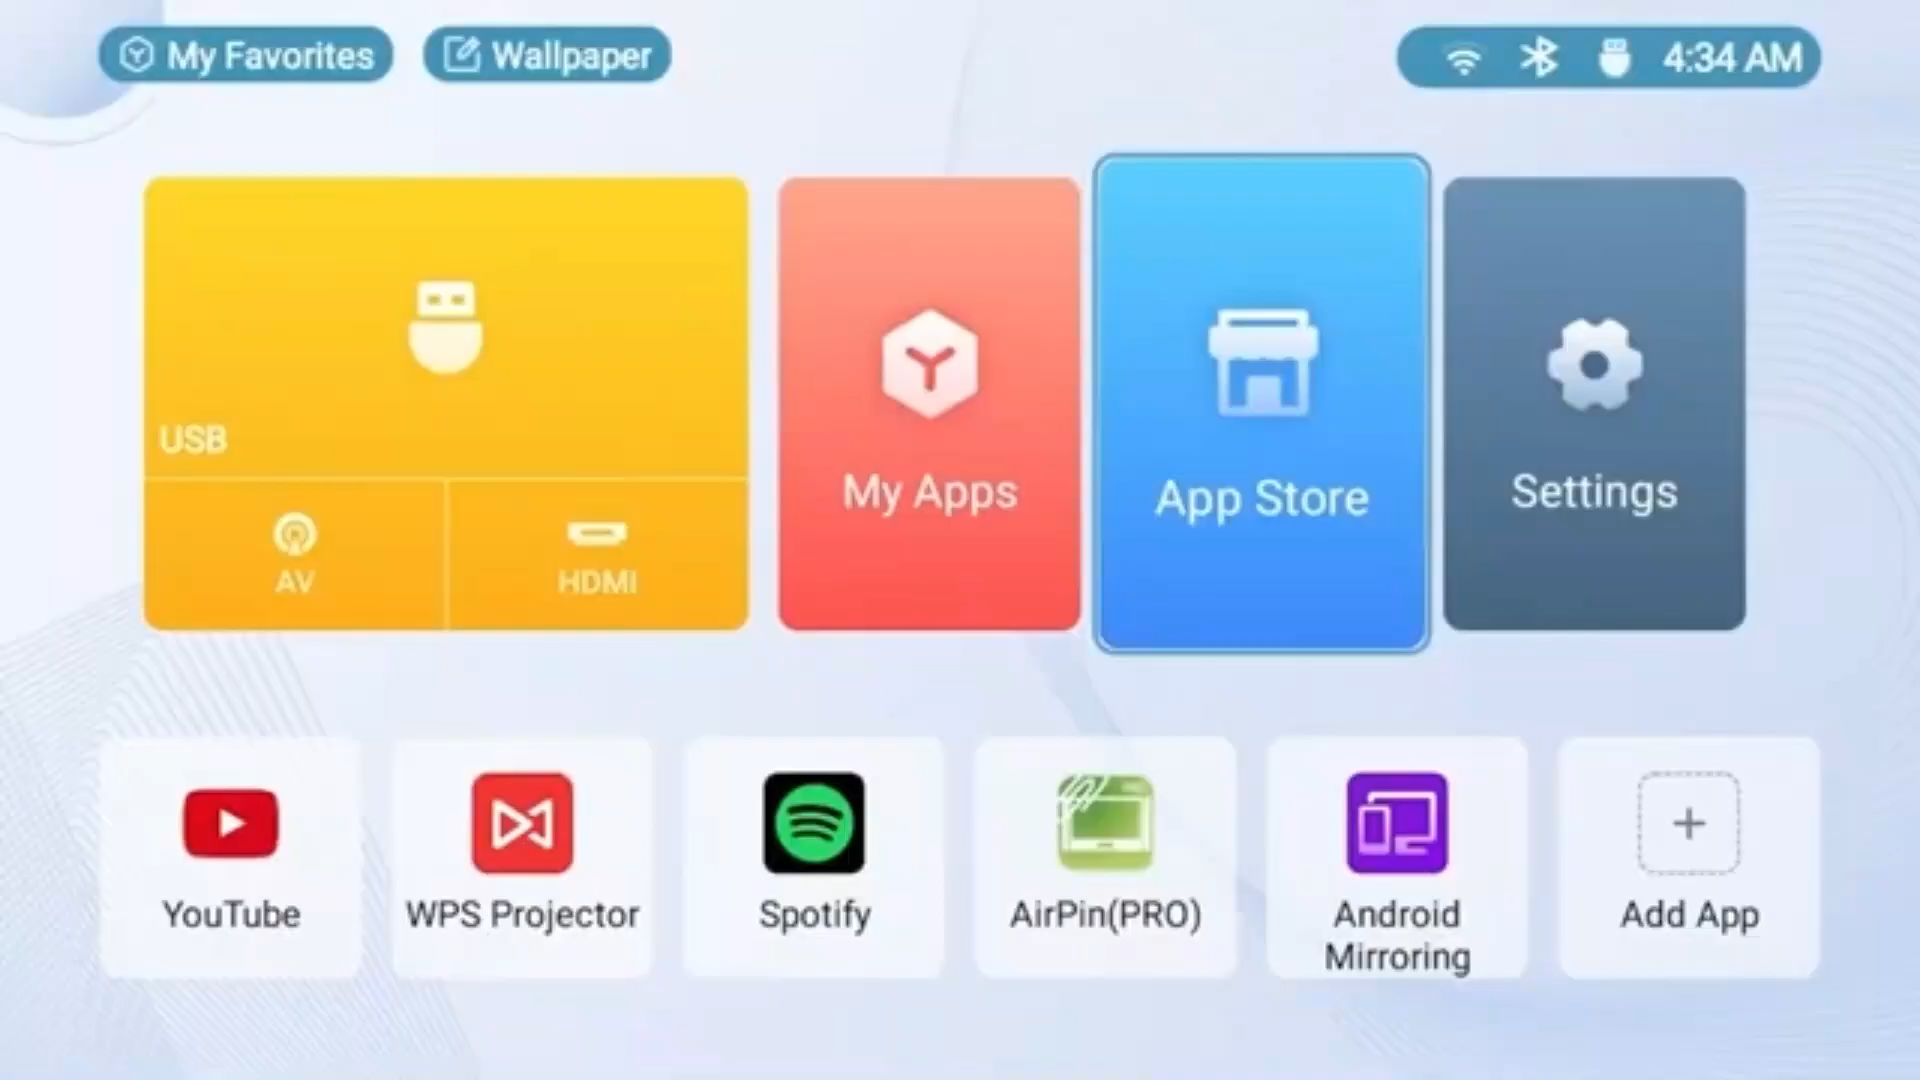 My Favorites
Wallpaper
4:34 AM
USB
AV
HDMI
My Apps
App Store
Settings
YouTube
WPS Projector
Spotify
AirPin(PRO)
Android
Mirroring
Add App